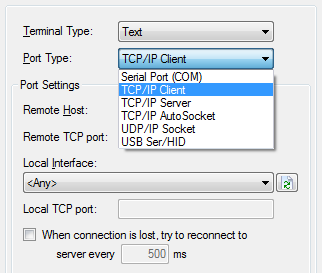 Terminal Type: Text
Port Type: TCP/IP Client
Serial Port (COM)
TCP/IP Client
TCP/IP Server
TCP/IP AutoSocket
UDP/IP Socket
USB Ser/HID
Port Settings
Remote Host:
Remote TCP port:
Local Interface:
<Any>
Local TCP port:
When connection is lost, try to reconnect to
server every 500 ms